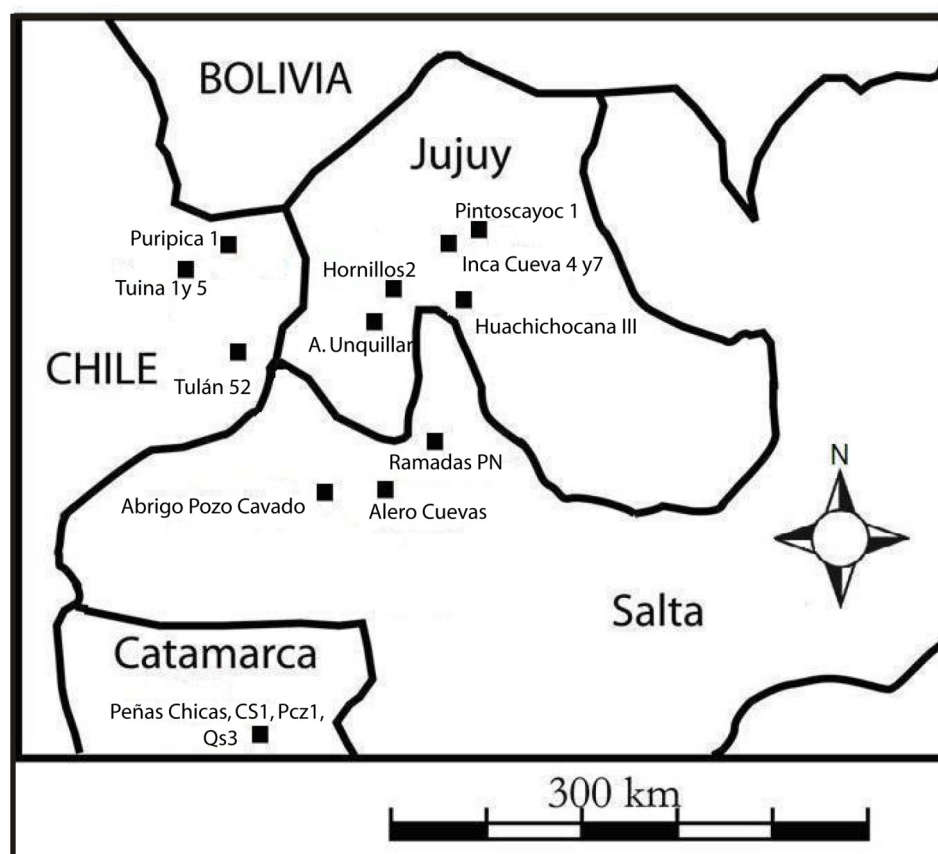 BOLIVIA
Jujuy
Pintoscayoc 1
Puripica 1
Inca Cueva 4 y7
Hornillos2
Tuina 1y 5
Huachichocana III
A. Unquillar
CHILE
Tulán 52
Ramadas PN
N
Abrigo Pozo Cavado
Alero Cuevas
Salta
Catamarca
Peñas Chicas, CS1, Pcz1,
Qs3
300 km